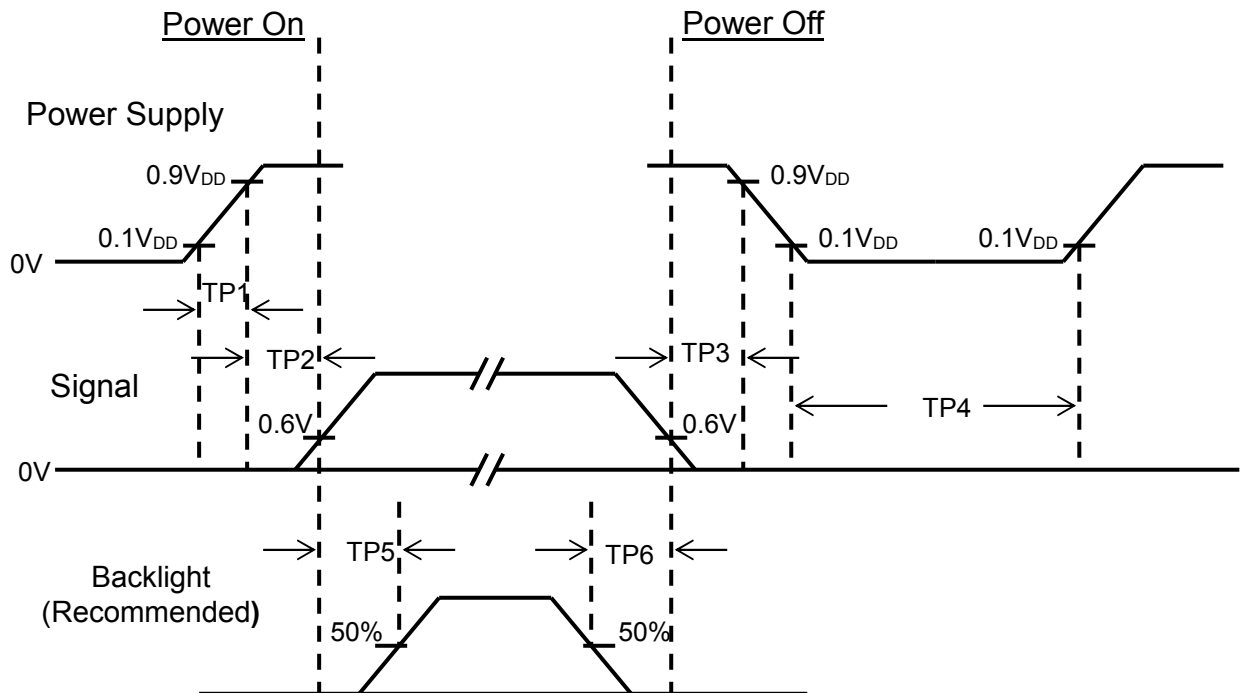 Power On
Power Off
Power Supply
0.9VDD
0.9VDD
0.1VDD
0.1VDD
0.1VDD
0V
TP1
TP2
TP3
Signal
TP4
0.6V
0.6V
0V
TP5
TP6
Backlight
(Recommended)
50%
50%